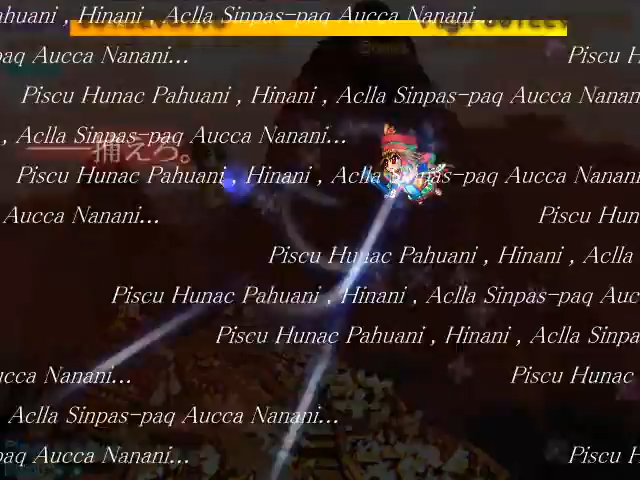 ahuani , Hinani , Aclla Sinpas-paq Aucca Nanani...
aq Aucca Nanani... Piscu H
Piscu Hunac Pahuani , Hinani , Aclla Sinpas-paq Aucca Nanan
, Aclla Sinpas-paq Aucca Nanani...
――捕えろ。
Piscu Hunac Pahuani , Hinani , Aclla Sinpas-paq Aucca Nanani
Aucca Nanani... Piscu Hun
Piscu Hunac Pahuani , Hinani , Aclla
Piscu Hunac Pahuani , Hinani , Aclla Sinpas-paq Auc
Piscu Hunac Pahuani , Hinani , Aclla Sinpa
ucca Nanani... Piscu Hunac
Aclla Sinpas-paq Aucca Nanani...
aq Aucca Nanani... Piscu H